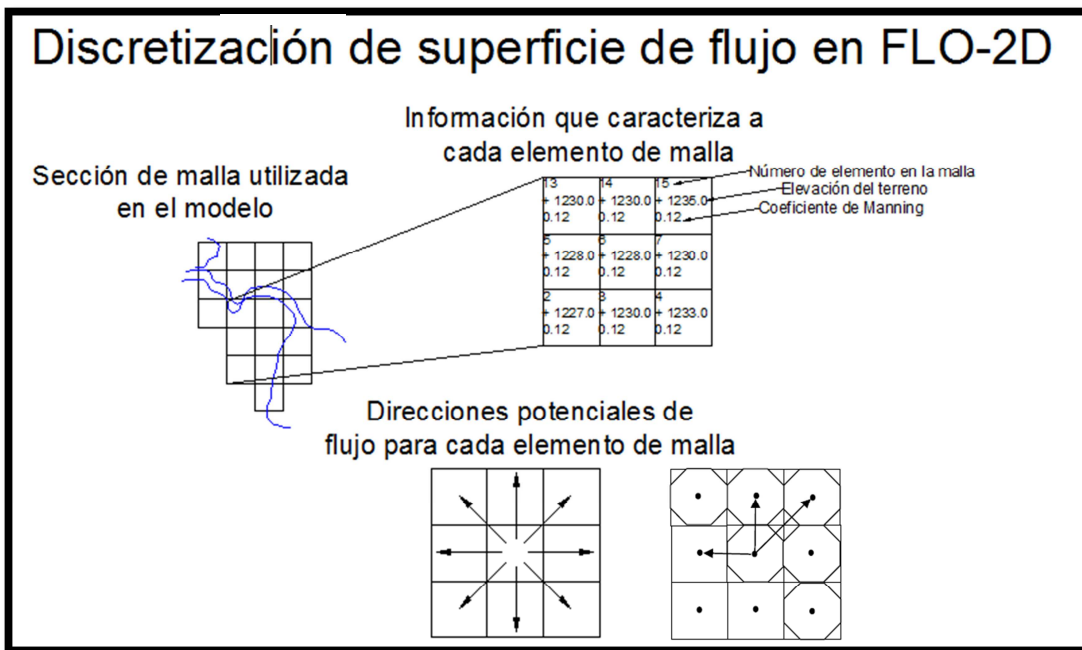 Discretización de superficie de flujo en FLO-2D
Información que caracteriza a
cada elemento de malla
Sección de malla utilizada
en el modelo
Número de elemento en la malla
Elevación del terreno
Coeficiente de Manning
13 14 15
+ 1230.0 + 1230.0 + 1235.0
0.12 0.12 0.12
5 6 7
+ 1228.0 + 1228.0 + 1230.0
0.12 0.12 0.12
2 3 4
+ 1227.0 + 1230.0 + 1233.0
0.12 0.12 0.12
Direcciones potenciales de
flujo para cada elemento de malla